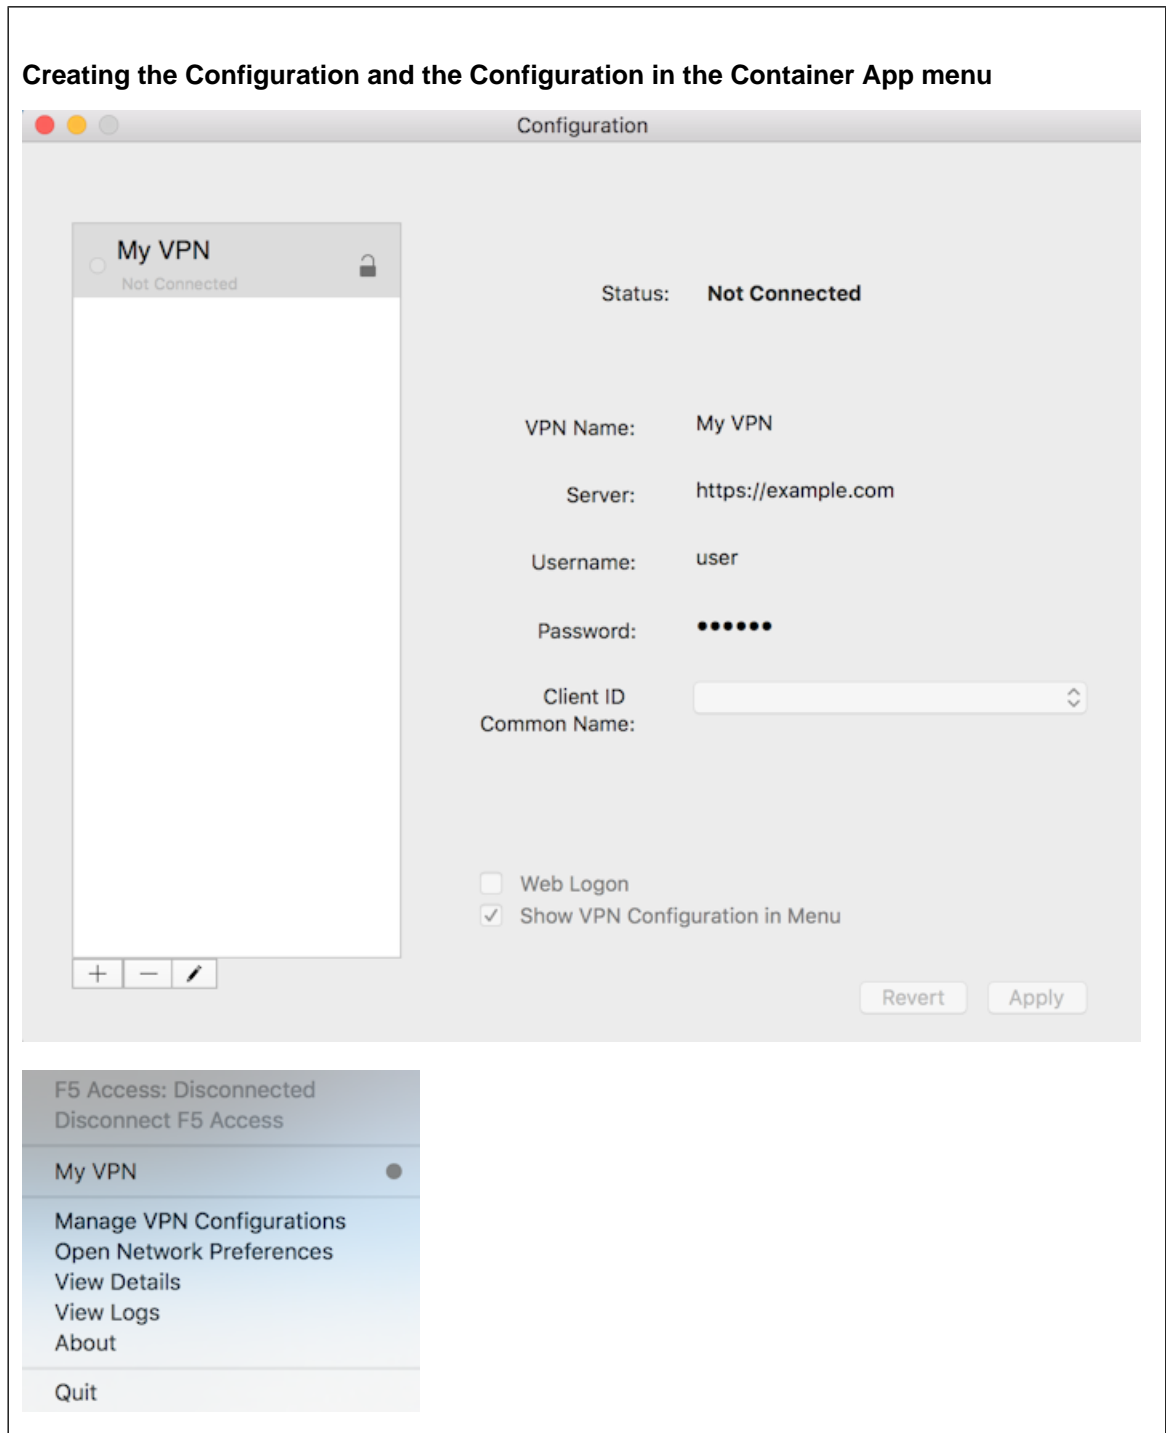 Creating the Configuration and the Configuration in the Container App menu
Configuration
My VPN
Not Connected
Status: Not Connected
VPN Name: My VPN
Server: https://example.com
Username: user
Password: ••••••
Client ID
Common Name:
Web Logon
Show VPN Configuration in Menu
Revert Apply
F5 Access: Disconnected
Disconnect F5 Access
My VPN
Manage VPN Configurations
Open Network Preferences
View Details
View Logs
About
Quit